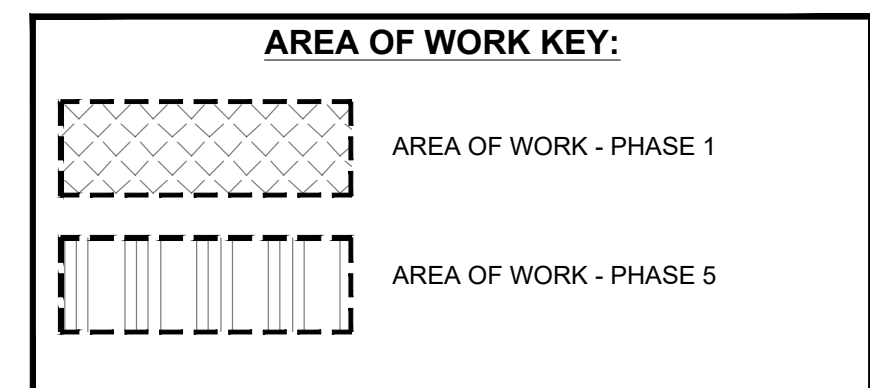 AREA OF WORK KEY:
AREA OF WORK - PHASE 1
AREA OF WORK - PHASE 5